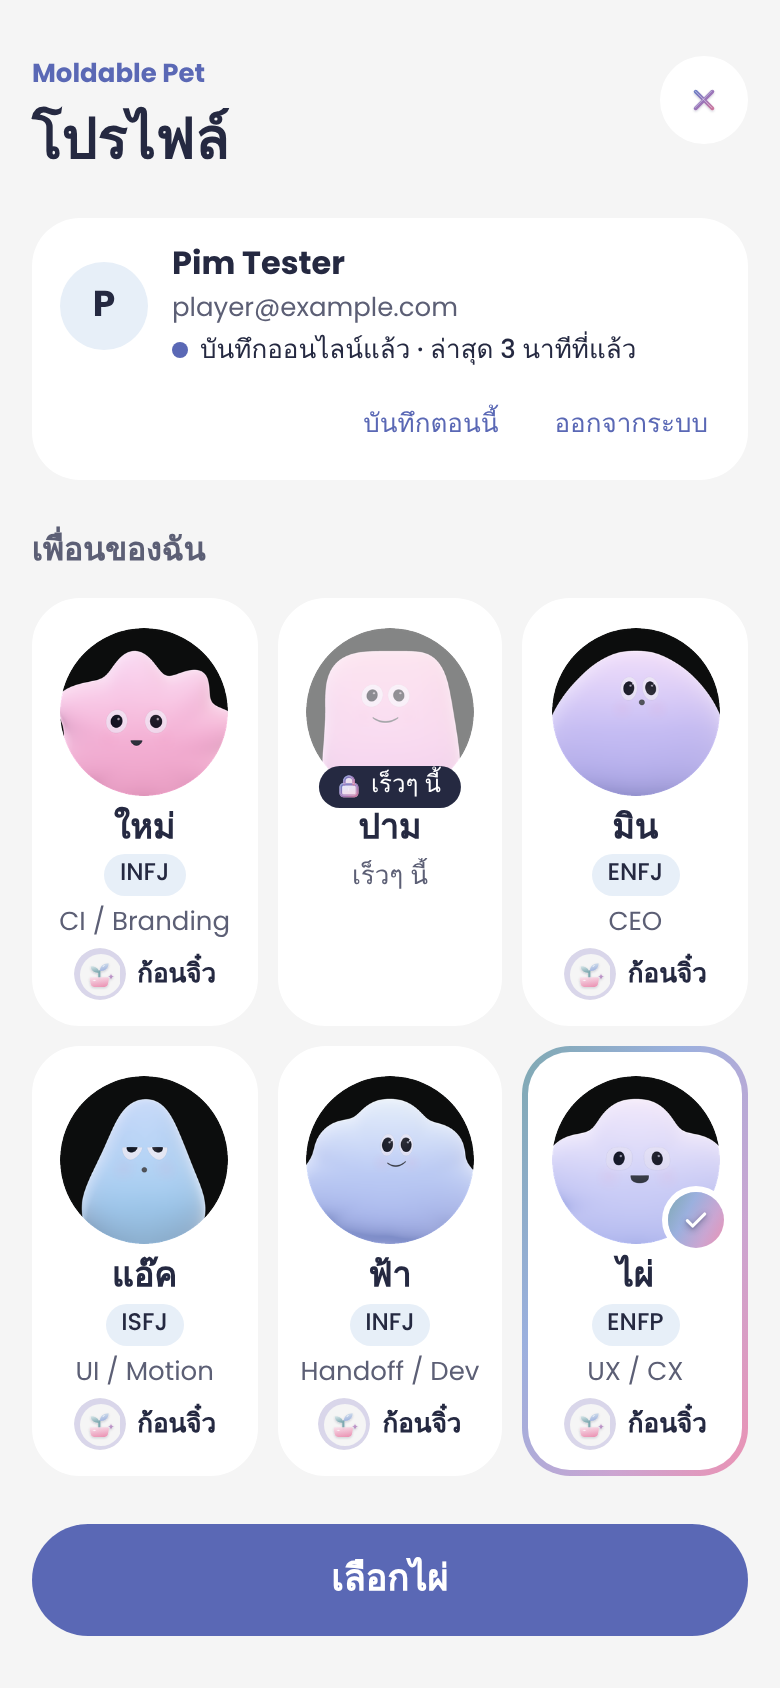 Moldable Pet
โปรไฟล์
P
Pim Tester
player@example.com
บันทึกออนไลน์แล้ว · ล่าสุด 3 นาทีที่แล้ว
บันทึกตอนนี้ ออกจากระบบ
เพื่อนของฉัน
ใหม่
INFJ
CI / Branding
ก้อนจิ๋ว
เร็วๆ นี้
ปาม
เร็วๆ นี้
มิน
ENFJ
CEO
ก้อนจิ๋ว
แอ๊ค
ISFJ
UI / Motion
ก้อนจิ๋ว
ฟ้า
INFJ
Handoff / Dev
ก้อนจิ๋ว
ไผ่
ENFP
UX / CX
ก้อนจิ๋ว
เลือกไผ่